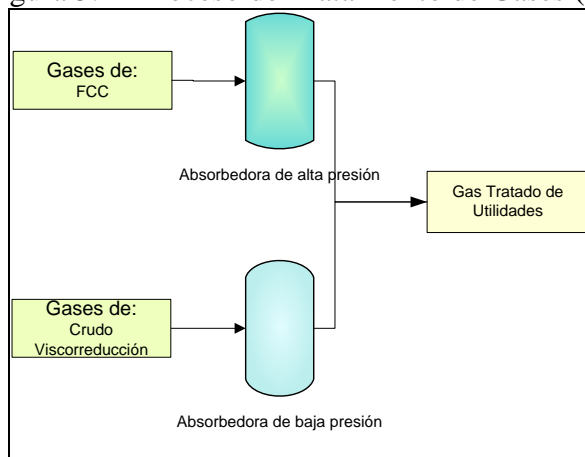 Gases de:
FCC
Absorbedora de alta presión
Gas Tratado de
Utilidades
Gases de:
Crudo
Viscorreducción
Absorbedora de baja presión